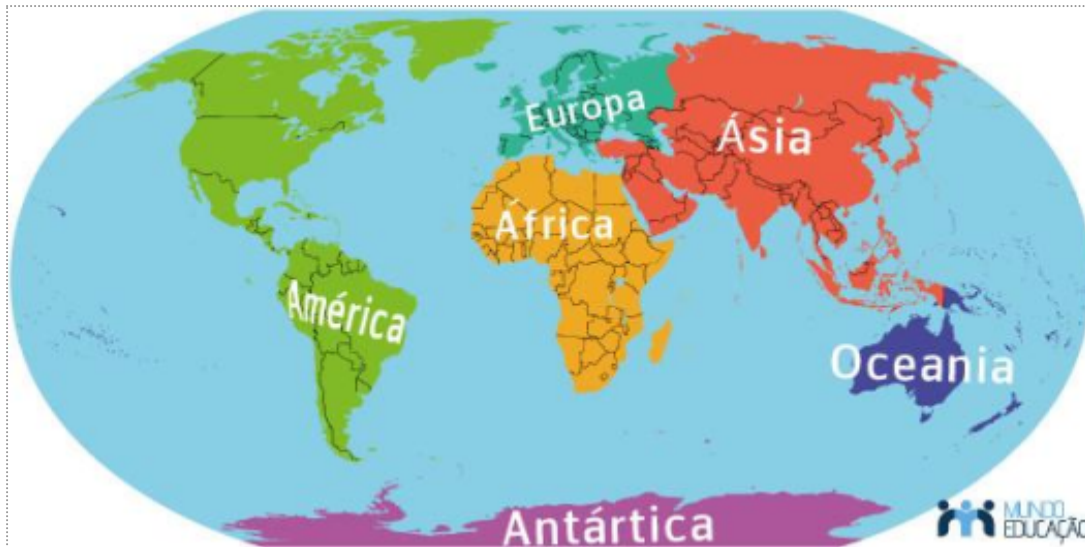 Europa
Ásia
África
América
Oceania
Antártica
MUNDO
EDUCAÇÃO